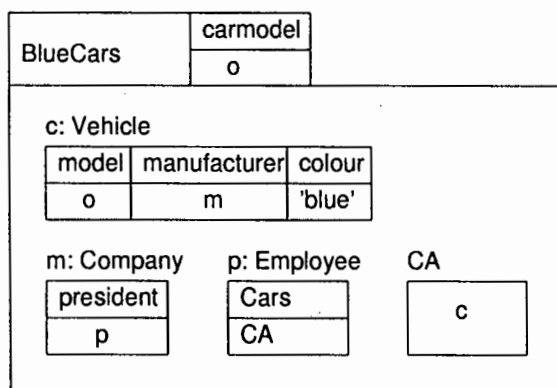 BlueCars
carmodel
o
c: Vehicle
model manufacturer colour
o m 'blue'
m: Company p: Employee CA
president Cars c
p CA